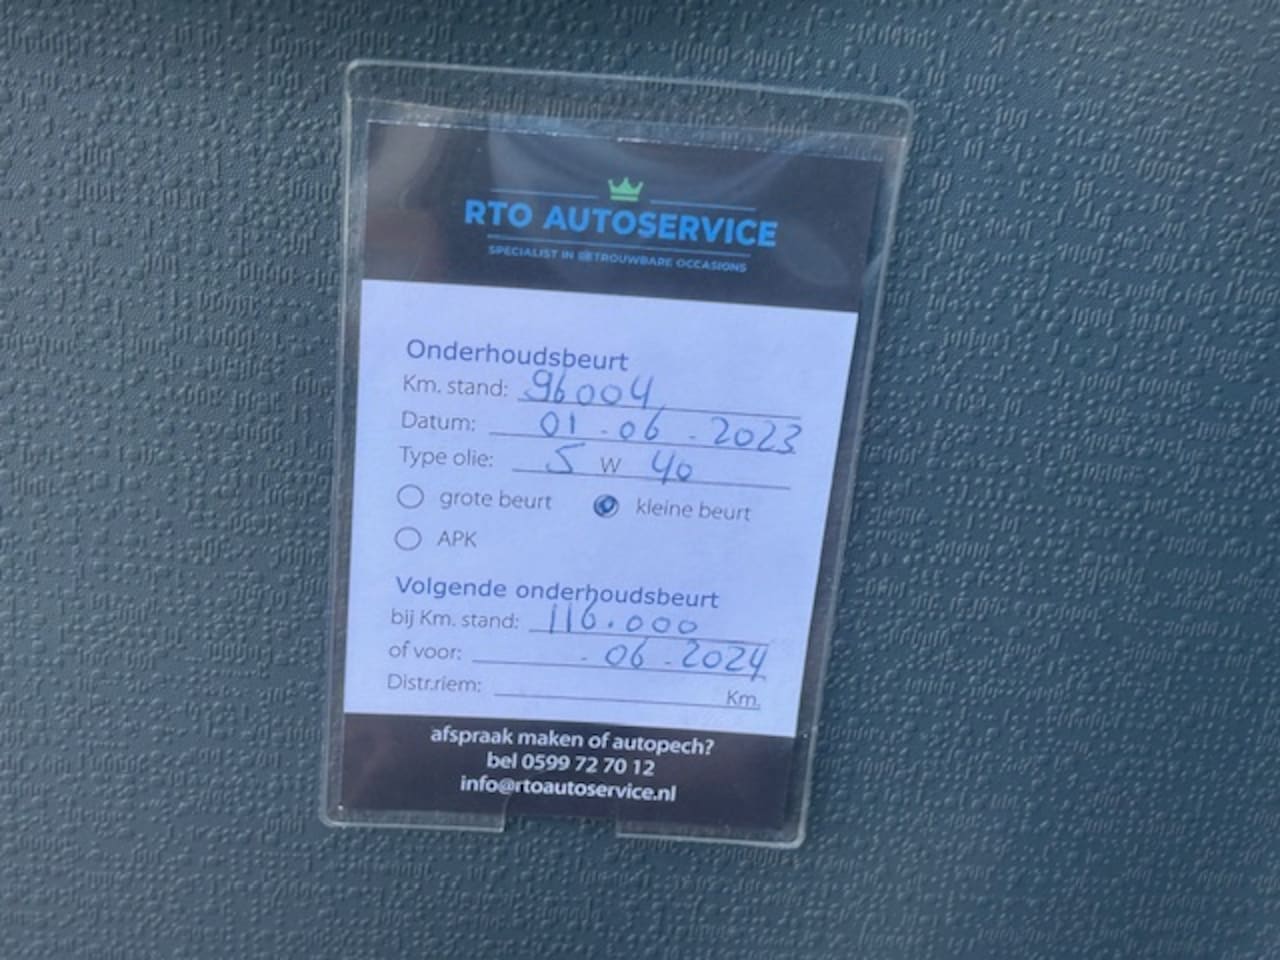 RTO AUTOSERVICE
SPECIALIST IN BETROUWBARE OCCASIONS
Onderhoudsbeurt
Km. stand: 96004
Datum: 01-06-2023
Type olie: 5 W 40
grote beurt kleine beurt
APK
Volgende onderhoudsbeurt
bij Km. stand: 116.000
of voor: -06-2024
Distr.riem: Km.
afspraak maken of autopech?
bel 0599 72 70 12
info@rtoautoservice.nl